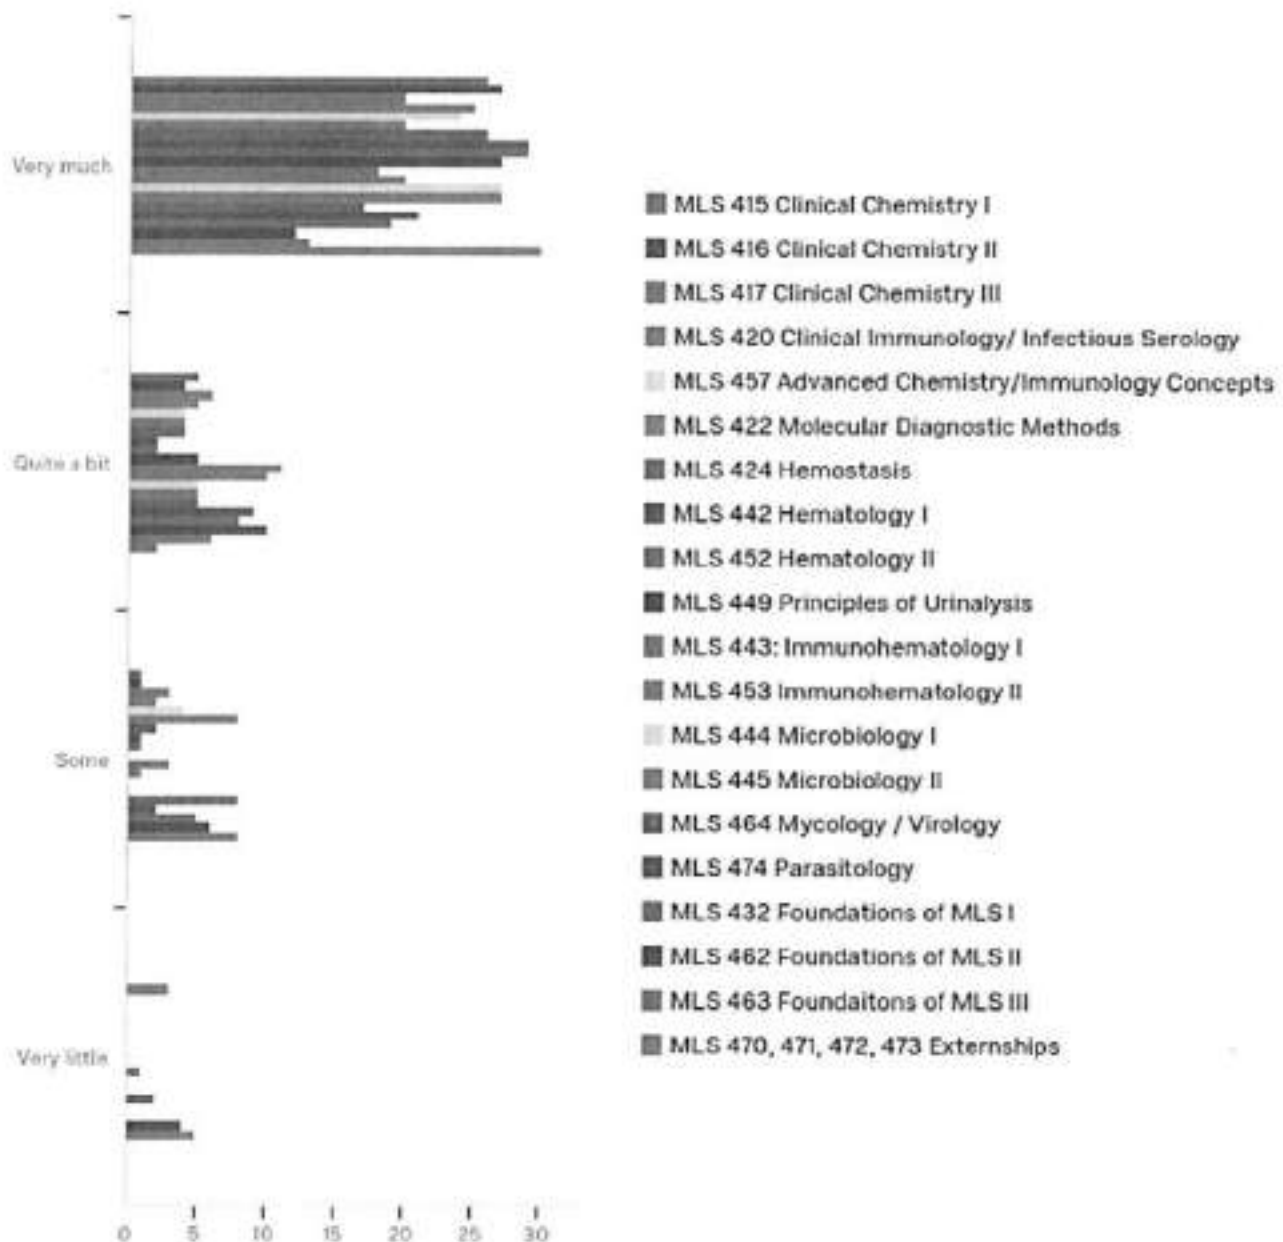 Very much
Quite a bit
Some
Very little
0 5 10 15 20 25 30
MLS 415 Clinical Chemistry I
MLS 416 Clinical Chemistry II
MLS 417 Clinical Chemistry III
MLS 420 Clinical Immunology/ Infectious Serology
MLS 457 Advanced Chemistry/Immunology Concepts
MLS 422 Molecular Diagnostic Methods
MLS 424 Hemostasis
MLS 442 Hematology I
MLS 452 Hematology II
MLS 449 Principles of Urinalysis
MLS 443: Immunohematology I
MLS 453 Immunohematology II
MLS 444 Microbiology I
MLS 445 Microbiology II
MLS 464 Mycology / Virology
MLS 474 Parasitology
MLS 432 Foundations of MLS I
MLS 462 Foundations of MLS II
MLS 463 Foundaitons of MLS III
MLS 470, 471, 472, 473 Externships